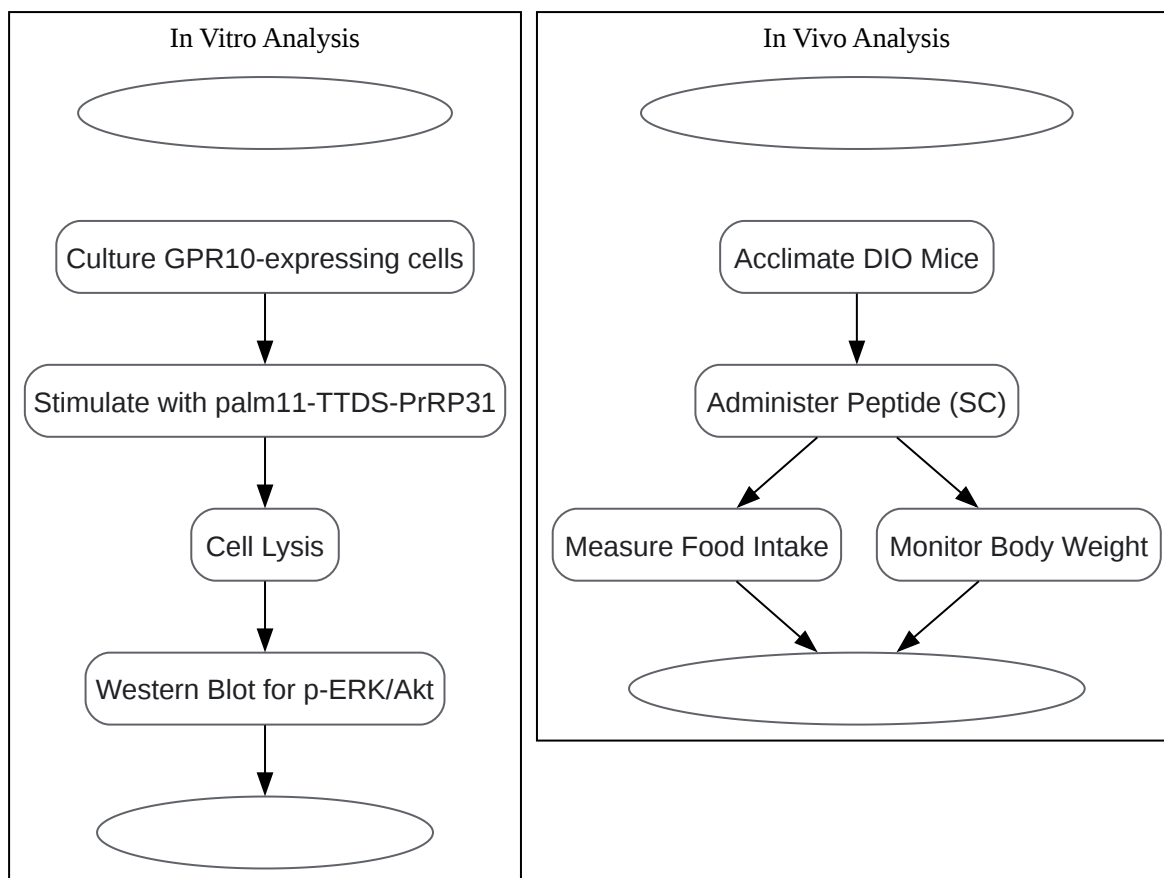 In Vitro Analysis
Culture GPR10-expressing cells
Stimulate with palm11-TTDS-PrRP31
Cell Lysis
Western Blot for p-ERK/Akt
In Vivo Analysis
Acclimate DIO Mice
Administer Peptide (SC)
Measure Food Intake
Monitor Body Weight